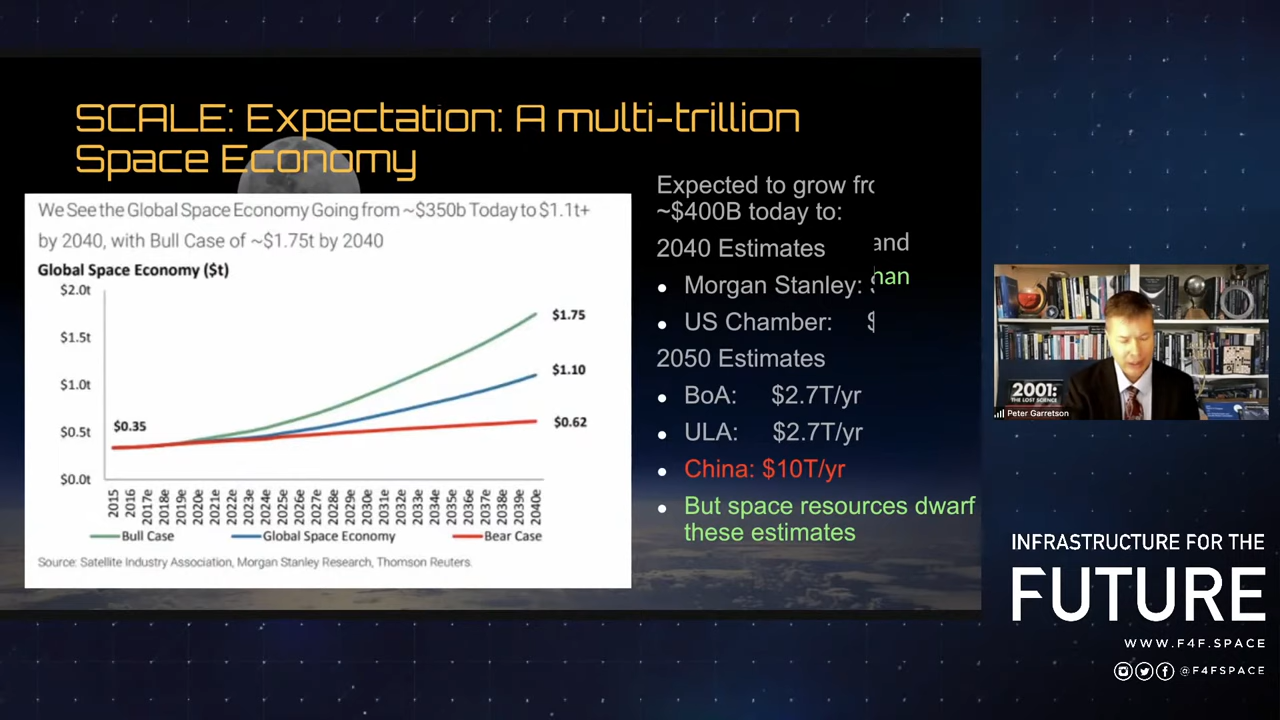 SCALE: Expectation: A multi-trillion
Space Economy
We See the Global Space Economy Going from ~$350b Today to $1.1t+
by 2040, with Bull Case of ~$1.75t by 2040
Global Space Economy ($t)
$2.0t
$1.5t
$1.0t
$0.5t
$0.0t
$0.35
$1.75
$1.10
$0.62
2015
2016
2017e
2018e
2019e
2020e
2021e
2022e
2023e
2024e
2025e
2026e
2027e
2028e
2029e
2030e
2031e
2032e
2033e
2034e
2035e
2036e
2037e
2038e
2039e
2040e
Bull Case
Global Space Economy
Bear Case
Source: Satellite Industry Association, Morgan Stanley Research, Thomson Reuters.
Expected to grow
~$400B today to:
and
2040 Estimates
• Morgan Stanley:
• US Chamber: $
2050 Estimates
• BoA: $2.7T/yr
• ULA: $2.7T/yr
• China: $10T/yr
• But space resources dwarf
these estimates
2001:
THE LOST SCIENCE
Peter Garretson
INFRASTRUCTURE FOR THE
FUTURE
WWW.F4F.SPACE
@F4FSPACE